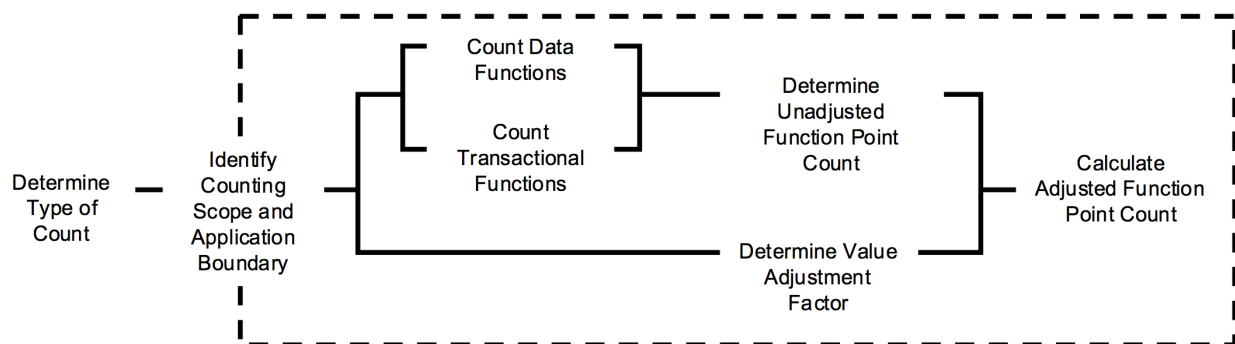 Determine
Type of
Count
Identify
Counting
Scope and
Application
Boundary
Count Data
Functions
Count
Transactional
Functions
Determine
Unadjusted
Function Point
Count
Determine Value
Adjustment
Factor
Calculate
Adjusted Function
Point Count